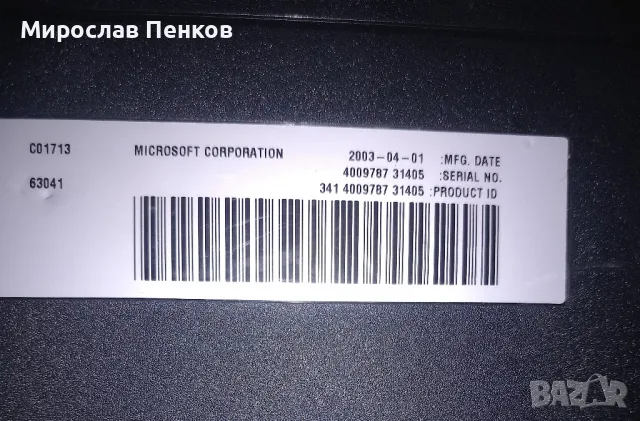 Мирослав Пенков
C01713 MICROSOFT CORPORATION 2003-04-01 :MFG. DATE
4009787 31405 :SERIAL NO.
63041 341 4009787 31405 :PRODUCT ID
BAZAR